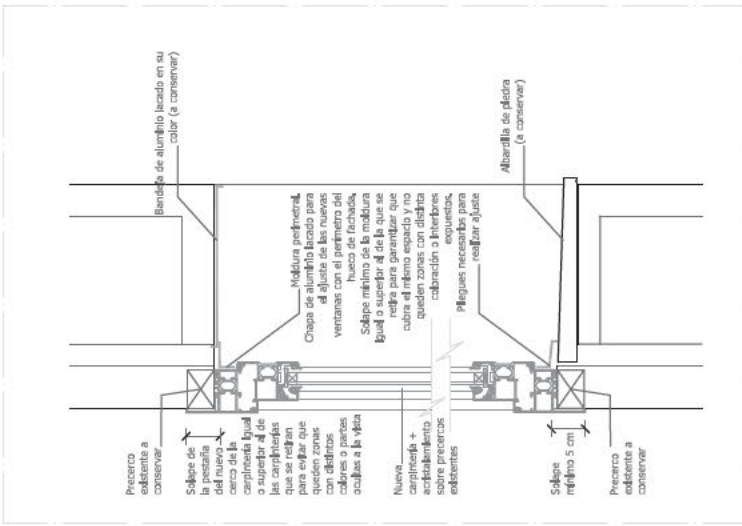 Bandeja de aluminio lacado en su
color (a conservar)
Albardilla de piedra
(a conservar)
Moldura perimetral.
Chapa de aluminio lacado para
el ajuste de las nuevas
ventanas con el perímetro del
hueco de fachada.
Solape mínimo de la moldura
igual o superior al de la que se
retira para garantizar que
cubra el mismo espacio y no
queden zonas con distinta
coloración o interiores
expuestos.
Pliegues necesarios para
realizar ajuste
Precerco
existente a
conservar
Solape de
la pestaña
del nuevo
cerco de la
carpintería igual
o superior al de
las carpinterías
que se retiran
para evitar que
queden zonas
con distintos
colores o partes
ocultas a la vista
Nueva
carpintería +
acristalamiento
sobre precercos
existentes
Solape
mínimo 5 cm
Precerco
existente a
conservar